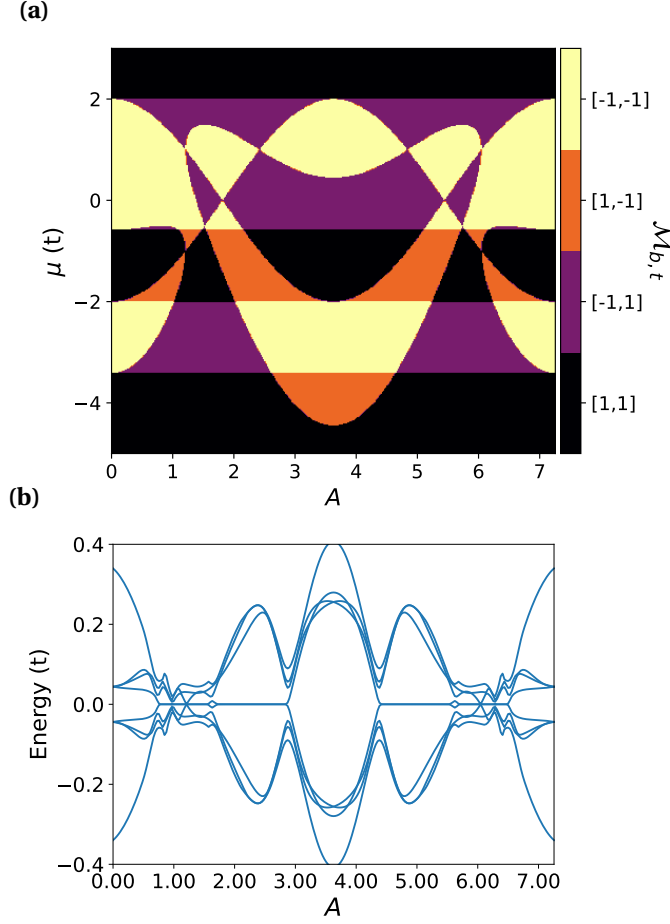 (a)
2
0
−2
−4
μ (t)
0 1 2 3 4 5 6 7
A
[-1,-1]
[1,-1]
[-1,1]
[1,1]
ℳb,t
(b)
0.4
0.2
0.0
−0.2
−0.4
Energy (t)
0.00 1.00 2.00 3.00 4.00 5.00 6.00 7.00
A